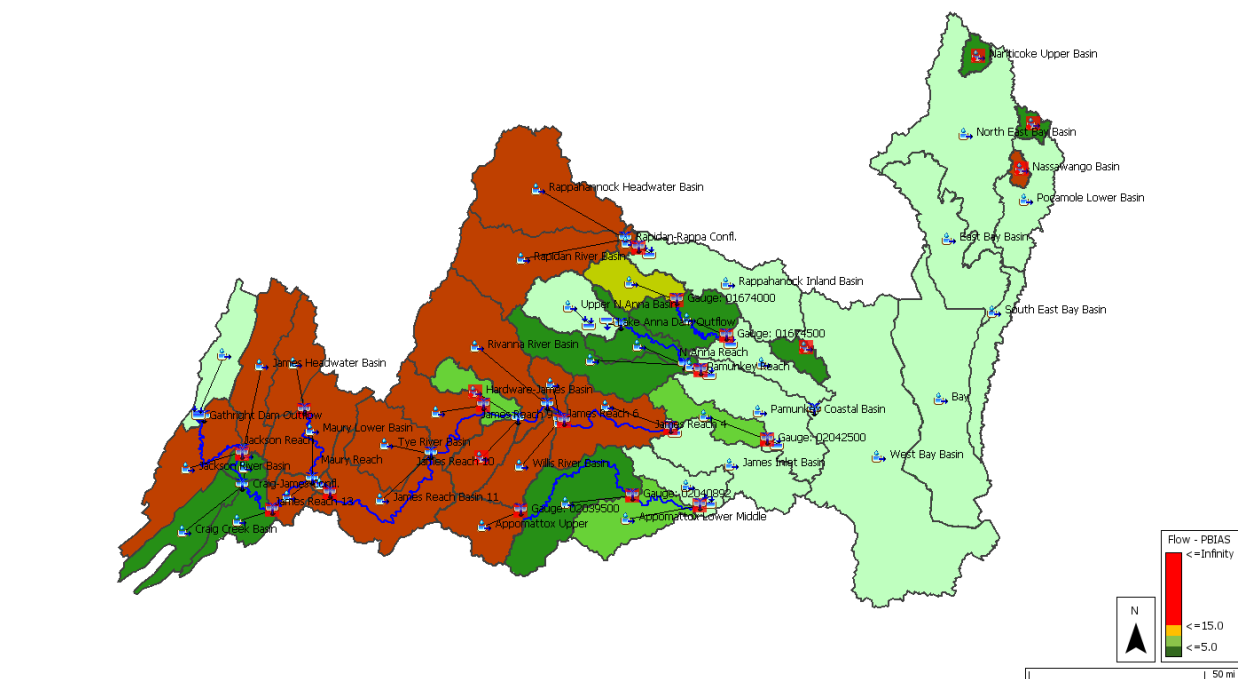 Nanticoke Upper Basin
North East Bay Basin
Nassawango Basin
Rappahannock Headwater Basin
Pocamole Lower Basin
Rapidan-Rappa Confl.
East Bay Basin
Rapidan River Basin
Rappahannock Inland Basin
Gauge: 01674000
Upper N Anna Basin
South East Bay Basin
Lake Anna Dam Outflow
Gauge: 01674500
Rivanna River Basin
N Anna Reach
James Headwater Basin
Pamunkey Reach
Hardware-James Basin
Bay
Pamunkey Coastal Basin
Gathright Dam Outflow
James Reach 9
James Reach 6
James Reach 4
Maury Lower Basin
Jackson Reach
Tye River Basin
Gauge: 02042500
West Bay Basin
Maury Reach
James Reach 10
Willis River Basin
James Inlet Basin
Jackson River Basin
Craig-James Confl.
Gauge: 02040892
James Reach 13
James Reach Basin 11
Gauge: 02039500
Appomattox Lower Middle
Appomattox Upper
Craig Creek Basin
Flow - PBIAS
<=Infinity
<=15.0
<=5.0
N
50 mi